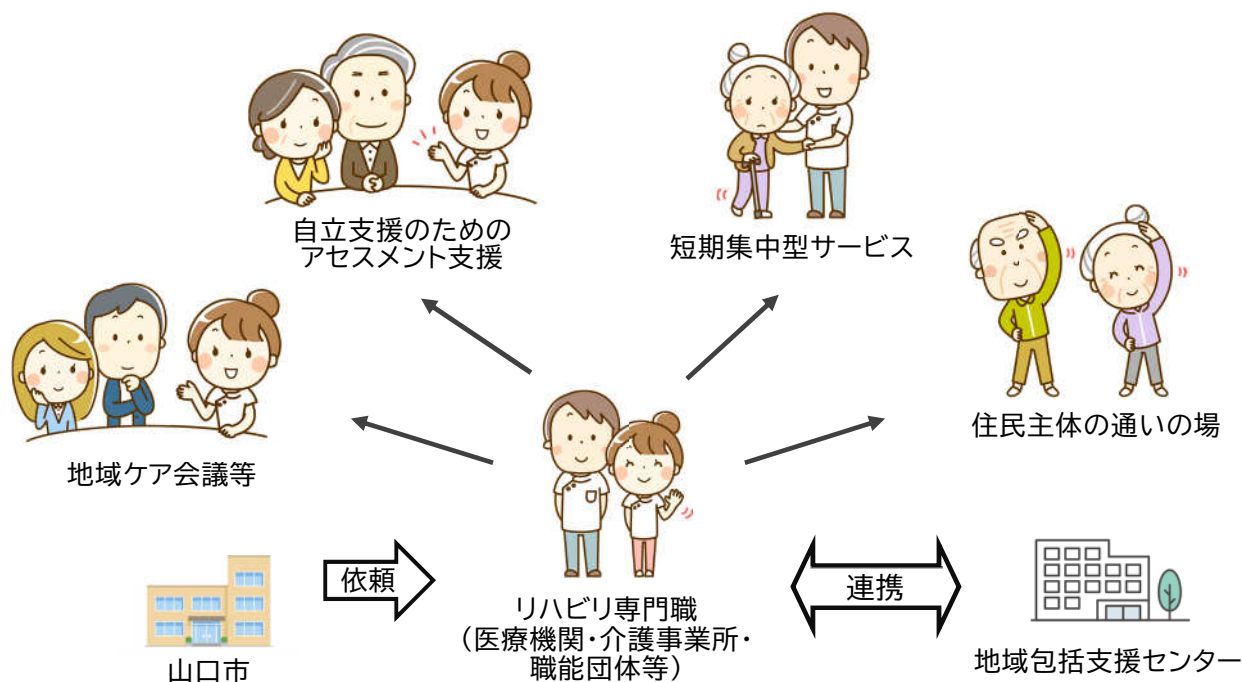 自立支援のための
アセスメント支援
短期集中型サービス
住民主体の通いの場
地域ケア会議等
依頼
連携
山口市
リハビリ専門職
（医療機関・介護事業所・
職能団体等）
地域包括支援センター